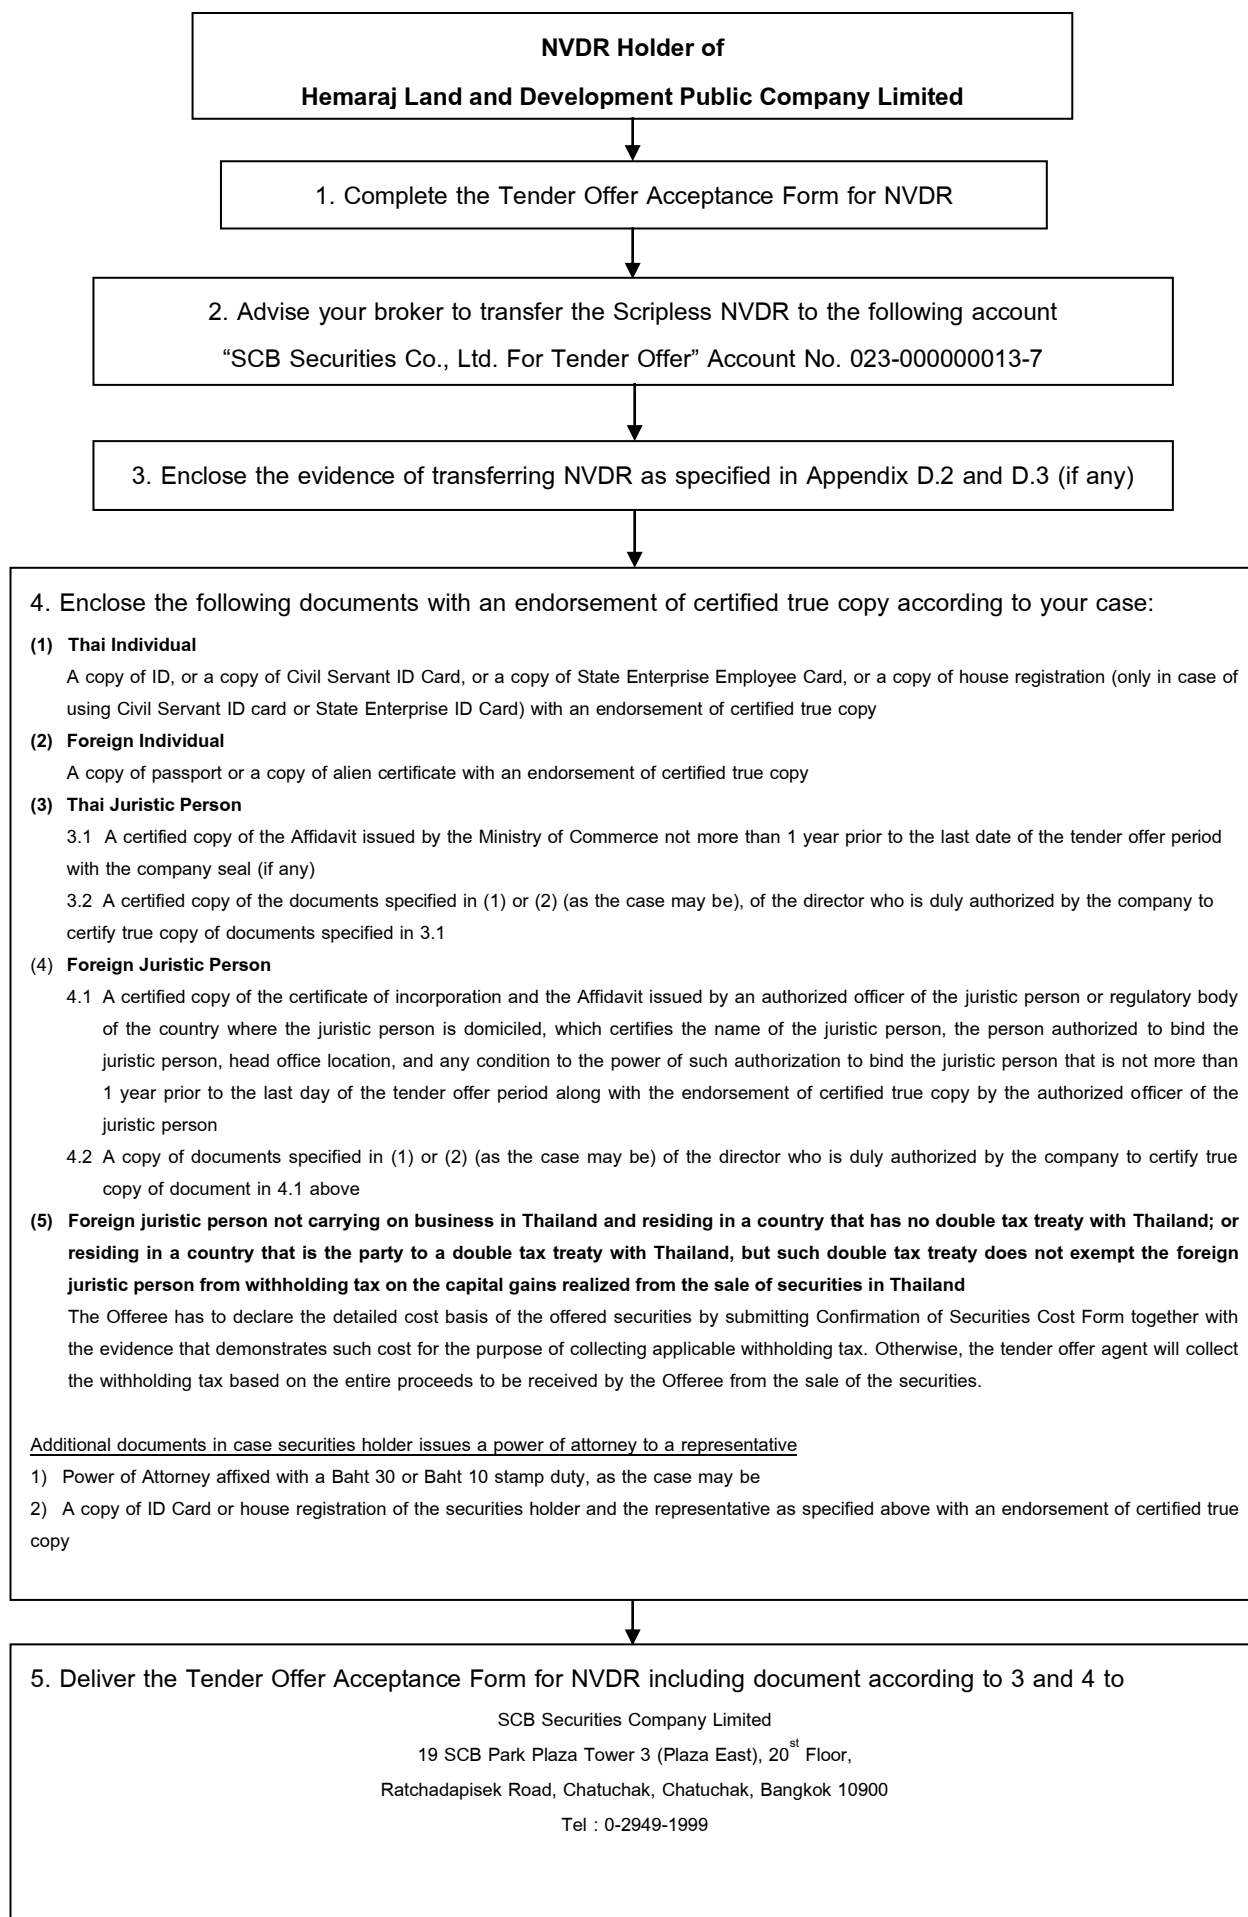 NVDR Holder of
Hemaraj Land and Development Public Company Limited
1. Complete the Tender Offer Acceptance Form for NVDR
2. Advise your broker to transfer the Scripless NVDR to the following account
“SCB Securities Co., Ltd. For Tender Offer” Account No. 023-000000013-7
3. Enclose the evidence of transferring NVDR as specified in Appendix D.2 and D.3 (if any)
4. Enclose the following documents with an endorsement of certified true copy according to your case:
(1) Thai Individual
A copy of ID, or a copy of Civil Servant ID Card, or a copy of State Enterprise Employee Card, or a copy of house registration (only in case of
using Civil Servant ID card or State Enterprise ID Card) with an endorsement of certified true copy
(2) Foreign Individual
A copy of passport or a copy of alien certificate with an endorsement of certified true copy
(3) Thai Juristic Person
3.1 A certified copy of the Affidavit issued by the Ministry of Commerce not more than 1 year prior to the last date of the tender offer period
with the company seal (if any)
3.2 A certified copy of the documents specified in (1) or (2) (as the case may be), of the director who is duly authorized by the company to
certify true copy of documents specified in 3.1
(4) Foreign Juristic Person
4.1 A certified copy of the certificate of incorporation and the Affidavit issued by an authorized officer of the juristic person or regulatory body
of the country where the juristic person is domiciled, which certifies the name of the juristic person, the person authorized to bind the
juristic person, head office location, and any condition to the power of such authorization to bind the juristic person that is not more than
1 year prior to the last day of the tender offer period along with the endorsement of certified true copy by the authorized officer of the
juristic person
4.2 A copy of documents specified in (1) or (2) (as the case may be) of the director who is duly authorized by the company to certify true
copy of document in 4.1 above
(5) Foreign juristic person not carrying on business in Thailand and residing in a country that has no double tax treaty with Thailand; or
residing in a country that is the party to a double tax treaty with Thailand, but such double tax treaty does not exempt the foreign
juristic person from withholding tax on the capital gains realized from the sale of securities in Thailand
The Offeree has to declare the detailed cost basis of the offered securities by submitting Confirmation of Securities Cost Form together with
the evidence that demonstrates such cost for the purpose of collecting applicable withholding tax. Otherwise, the tender offer agent will collect
the withholding tax based on the entire proceeds to be received by the Offeree from the sale of the securities.
Additional documents in case securities holder issues a power of attorney to a representative
1) Power of Attorney affixed with a Baht 30 or Baht 10 stamp duty, as the case may be
2) A copy of ID Card or house registration of the securities holder and the representative as specified above with an endorsement of certified true
copy
5. Deliver the Tender Offer Acceptance Form for NVDR including document according to 3 and 4 to
SCB Securities Company Limited
19 SCB Park Plaza Tower 3 (Plaza East), 20st Floor,
Ratchadapisek Road, Chatuchak, Chatuchak, Bangkok 10900
Tel : 0-2949-1999